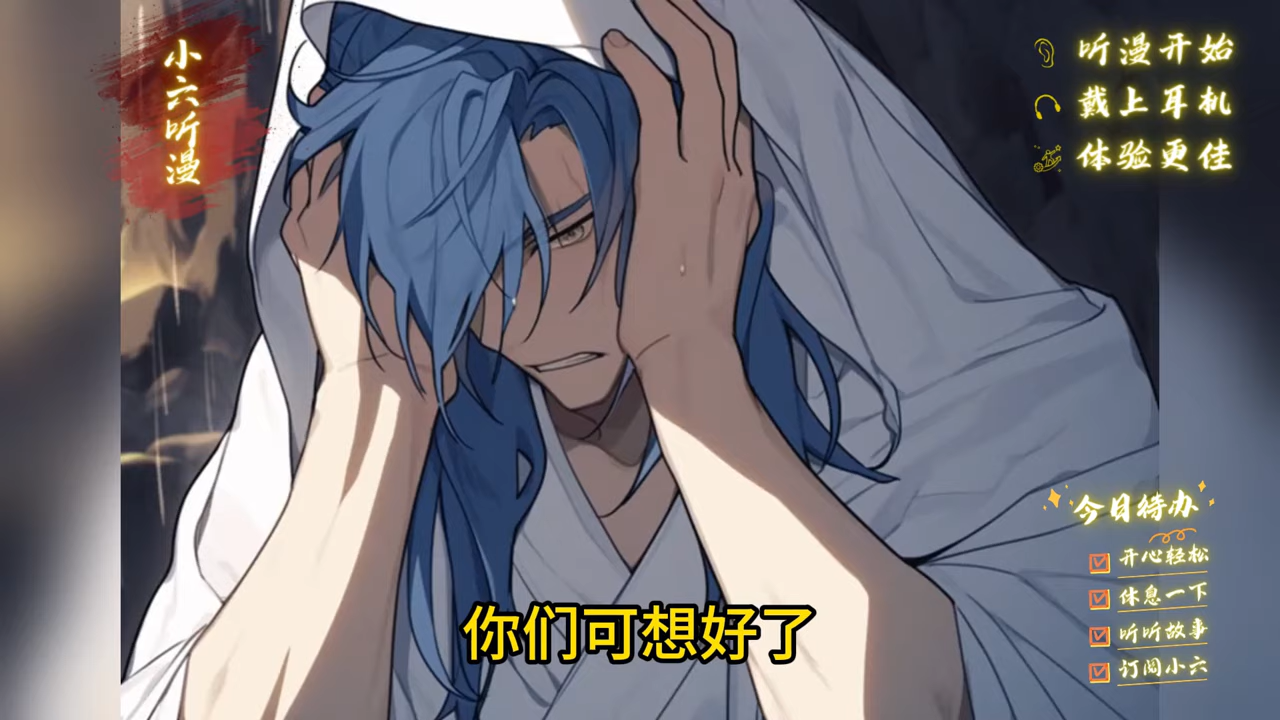 小六听漫
听漫开始
戴上耳机
体验更佳
今日待办
开心轻松
休息一下
听听故事
订阅小六
你们可想好了